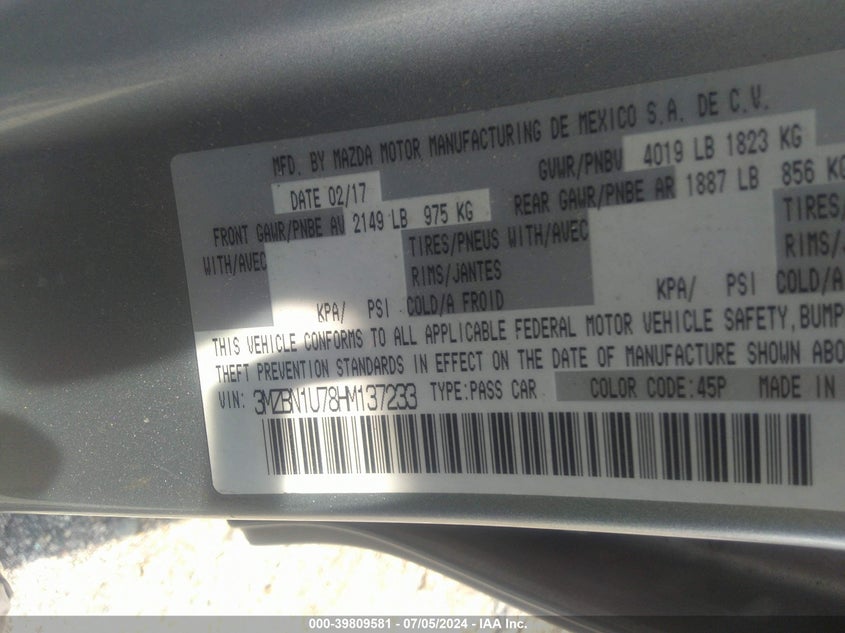 MFD. BY MAZDA MOTOR MANUFACTURING DE MEXICO S.A. DE C.V.
DATE 02/17 GVWR/PNBV 4019 LB 1823 KG
FRONT GAWR/PNBE AV 2149 LB 975 KG REAR GAWR/PNBE AR 1887 LB 856 KG
WITH/AVEC TIRES/PNEUS WITH/AVEC TIRES/
RIMS/JANTES RIMS/
KPA/ PSI COLD/A FROID KPA/ PSI COLD/A
THIS VEHICLE CONFORMS TO ALL APPLICABLE FEDERAL MOTOR VEHICLE SAFETY, BUMP
THEFT PREVENTION STANDARDS IN EFFECT ON THE DATE OF MANUFACTURE SHOWN ABO
VIN: 3MZBN1U78HM137233 TYPE:PASS CAR COLOR CODE:45P MADE IN
000-39809581 - 07/05/2024 - IAA Inc.